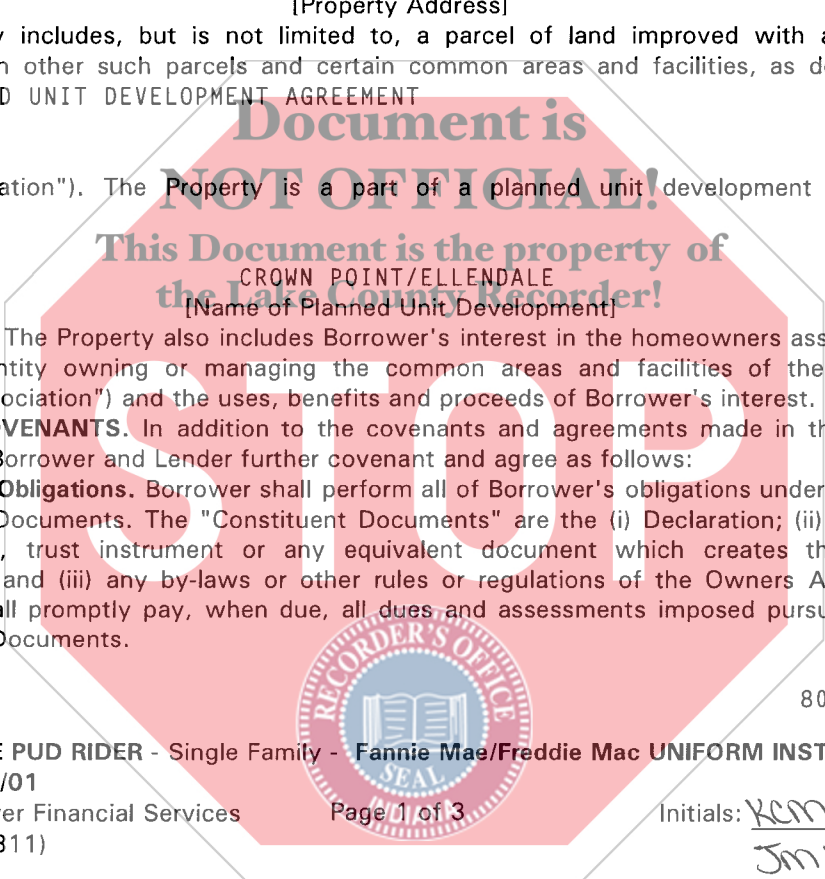 [Property Address]
includes, but is not limited to, a parcel of land improved with
other such parcels and certain common areas and facilities, as
D UNIT DEVELOPMENT AGREEMENT
Document is
NOT OFFICIAL!
ation"). The Property is a part of a planned unit development
This Document is the property of
CROWN POINT/ELLENDALE
the Lake County Recorder!
[Name of Planned Unit Development]
The Property also includes Borrower's interest in the homeowners ass
ntity owning or managing the common areas and facilities of the
ociation") and the uses, benefits and proceeds of Borrower's interest.
STOP
VENANTS. In addition to the covenants and agreements made in th
Borrower and Lender further covenant and agree as follows:
Obligations. Borrower shall perform all of Borrower's obligations under
Documents. The "Constituent Documents" are the (i) Declaration; (ii)
, trust instrument or any equivalent document which creates th
and (iii) any by-laws or other rules or regulations of the Owners A
all promptly pay, when due, all dues and assessments imposed pursu
Documents.
RECORDER'S OFFICE
SEAL
INDIANA
80
E PUD RIDER - Single Family - Fannie Mae/Freddie Mac UNIFORM INST
/01
er Financial Services Page 1 of 3 Initials: KCM
311) JM